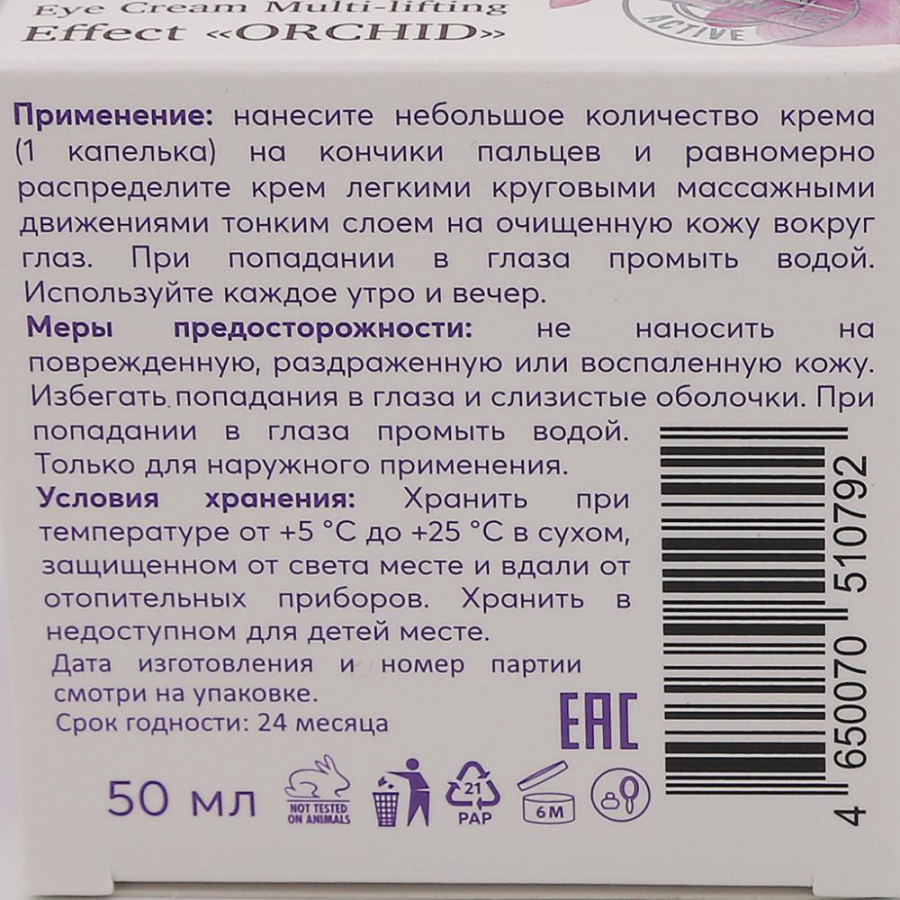 Eye Cream Multi-lifting
Effect «ORCHID»
ACTIVE
Применение: нанесите небольшое количество крема
(1 капелька) на кончики пальцев и равномерно
распределите крем легкими круговыми массажными
движениями тонким слоем на очищенную кожу вокруг
глаз. При попадании в глаза промыть водой.
Используйте каждое утро и вечер.
Меры предосторожности: не наносить на
поврежденную, раздраженную или воспаленную кожу.
Избегать попадания в глаза и слизистые оболочки. При
попадании в глаза промыть водой.
Только для наружного применения.
Условия хранения: Хранить при
температуре от +5 °C до +25 °C в сухом,
защищенном от света месте и вдали от
отопительных приборов. Хранить в
недоступном для детей месте.
Дата изготовления и номер партии
смотри на упаковке.
Срок годности: 24 месяца
EAC
50 мл
NOT TESTED
ON ANIMALS
21
PAP
6M
4 650070 510792